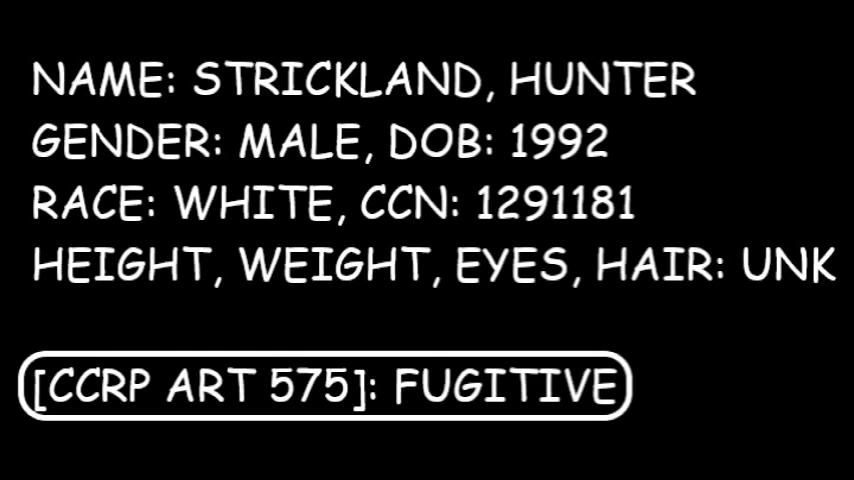 NAME: STRICKLAND, HUNTER
GENDER: MALE, DOB: 1992
RACE: WHITE, CCN: 1291181
HEIGHT, WEIGHT, EYES, HAIR: UNK
[CCRP ART 575]: FUGITIVE